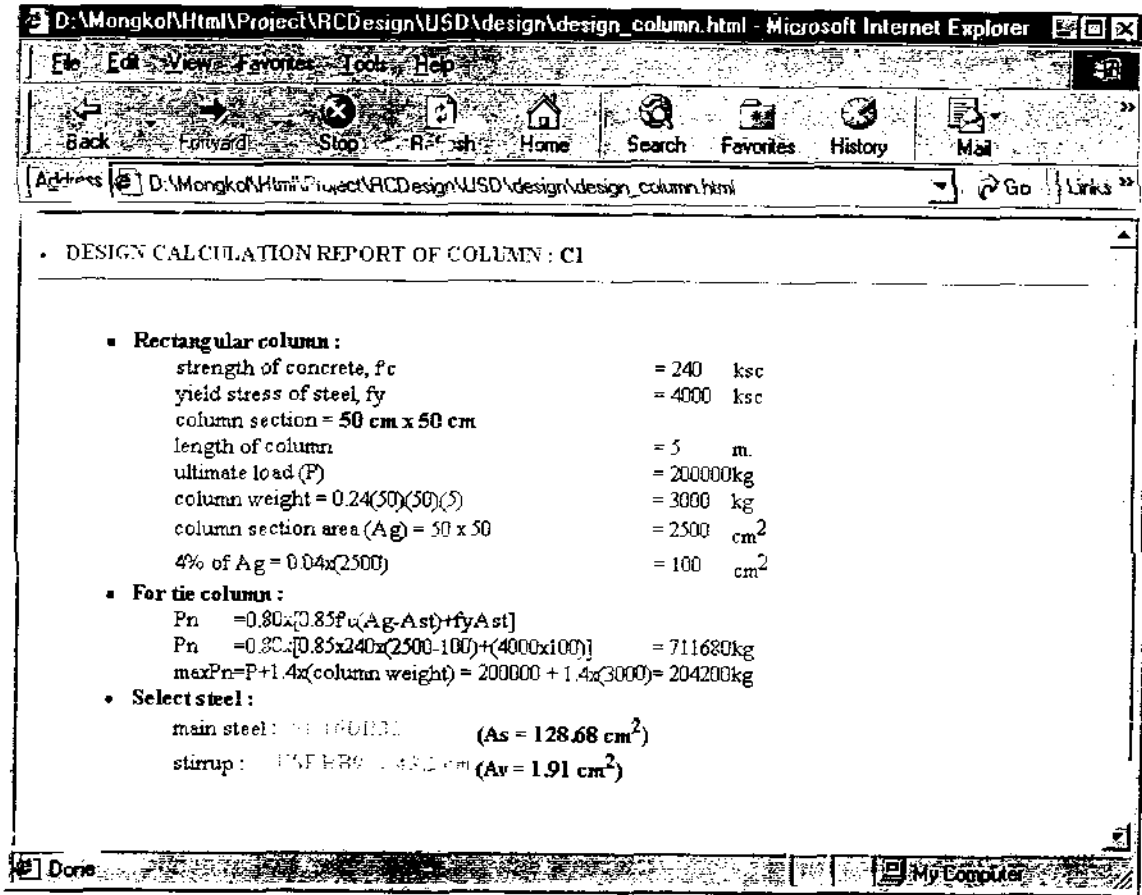 D:\Mongkol\Html\Project\RCDesign\USD\design\design_column.html - Microsoft Internet Explorer
File Edit View Favorites Tools Help
Back Forward Stop Refresh Home Search Favorites History Mail »
Address D:\Mongkol\Html\Project\RCDesign\USD\design\design_column.html Go Links »
• DESIGN CALCULATION REPORT OF COLUMN : C1
▪ Rectangular column :
strength of concrete, f'c = 240 ksc
yield stress of steel, fy = 4000 ksc
column section = 50 cm x 50 cm
length of column = 5 m.
ultimate load (P) = 200000kg
column weight = 0.24(50)(50)(5) = 3000 kg
column section area (Ag) = 50 x 50 = 2500 cm2
4% of Ag = 0.04x(2500) = 100 cm2
▪ For tie column :
Pn =0.80x[0.85f'c(Ag-Ast)+fyAst]
Pn =0.80x[0.85x240x(2500-100)+(4000x100)] = 711680kg
maxPn=P+1.4x(column weight) = 200000 + 1.4x(3000)= 204200kg
• Select steel :
main steel : (As = 128.68 cm2)
stirrup : cm (Av = 1.91 cm2)
Done My Computer